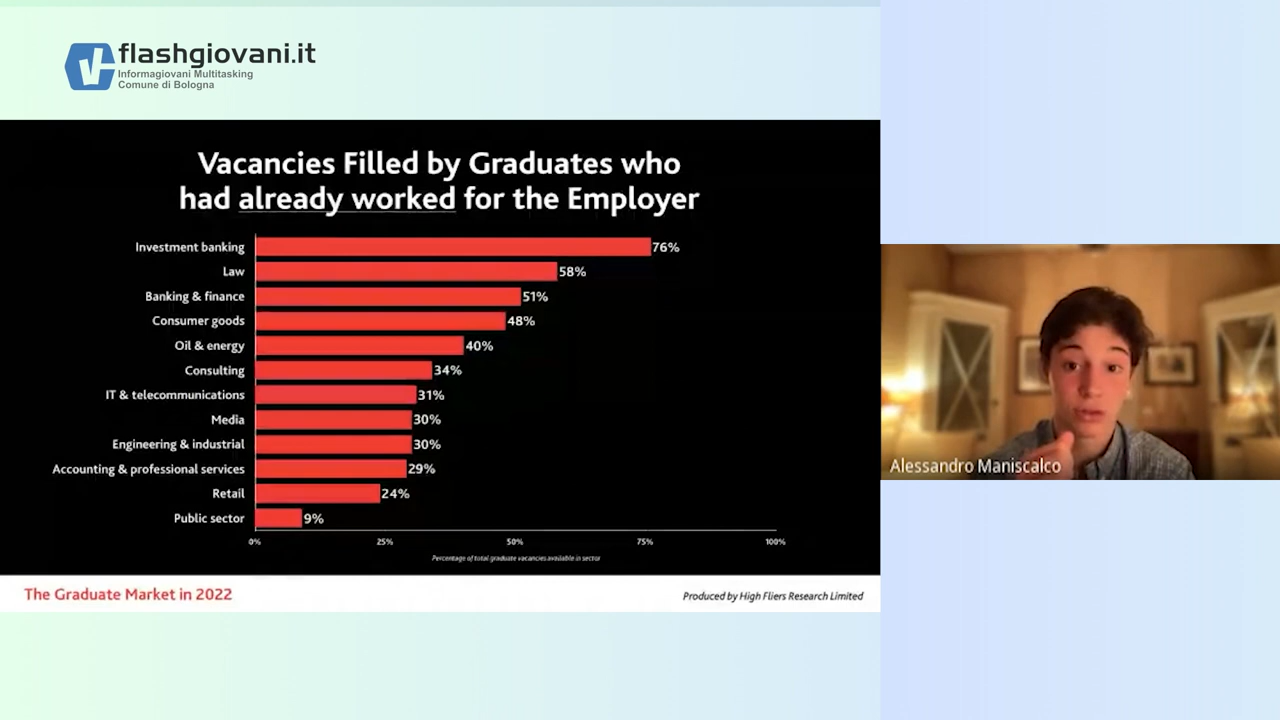 flashgiovani.it
Informagiovani Multitasking
Comune di Bologna
Vacancies Filled by Graduates who
had already worked for the Employer
Investment banking 76%
Law 58%
Banking & finance 51%
Consumer goods 48%
Oil & energy 40%
Consulting 34%
IT & telecommunications 31%
Media 30%
Engineering & industrial 30%
Accounting & professional services 29%
Retail 24%
Public sector 9%
0% 25% 50% 75% 100%
Percentage of total graduate vacancies available in sector
The Graduate Market in 2022
Produced by High Fliers Research Limited
Alessandro Maniscalco